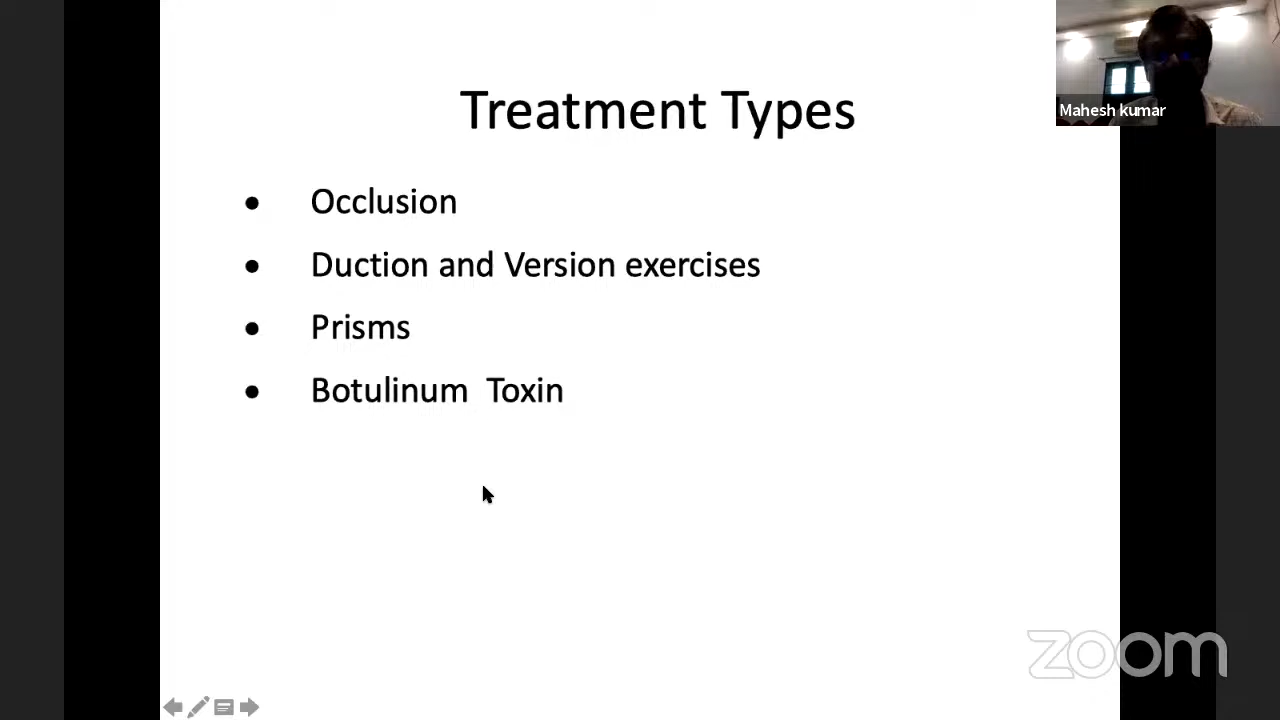 Treatment Types
Mahesh kumar
• Occlusion
• Duction and Version exercises
• Prisms
• Botulinum  Toxin
zoom